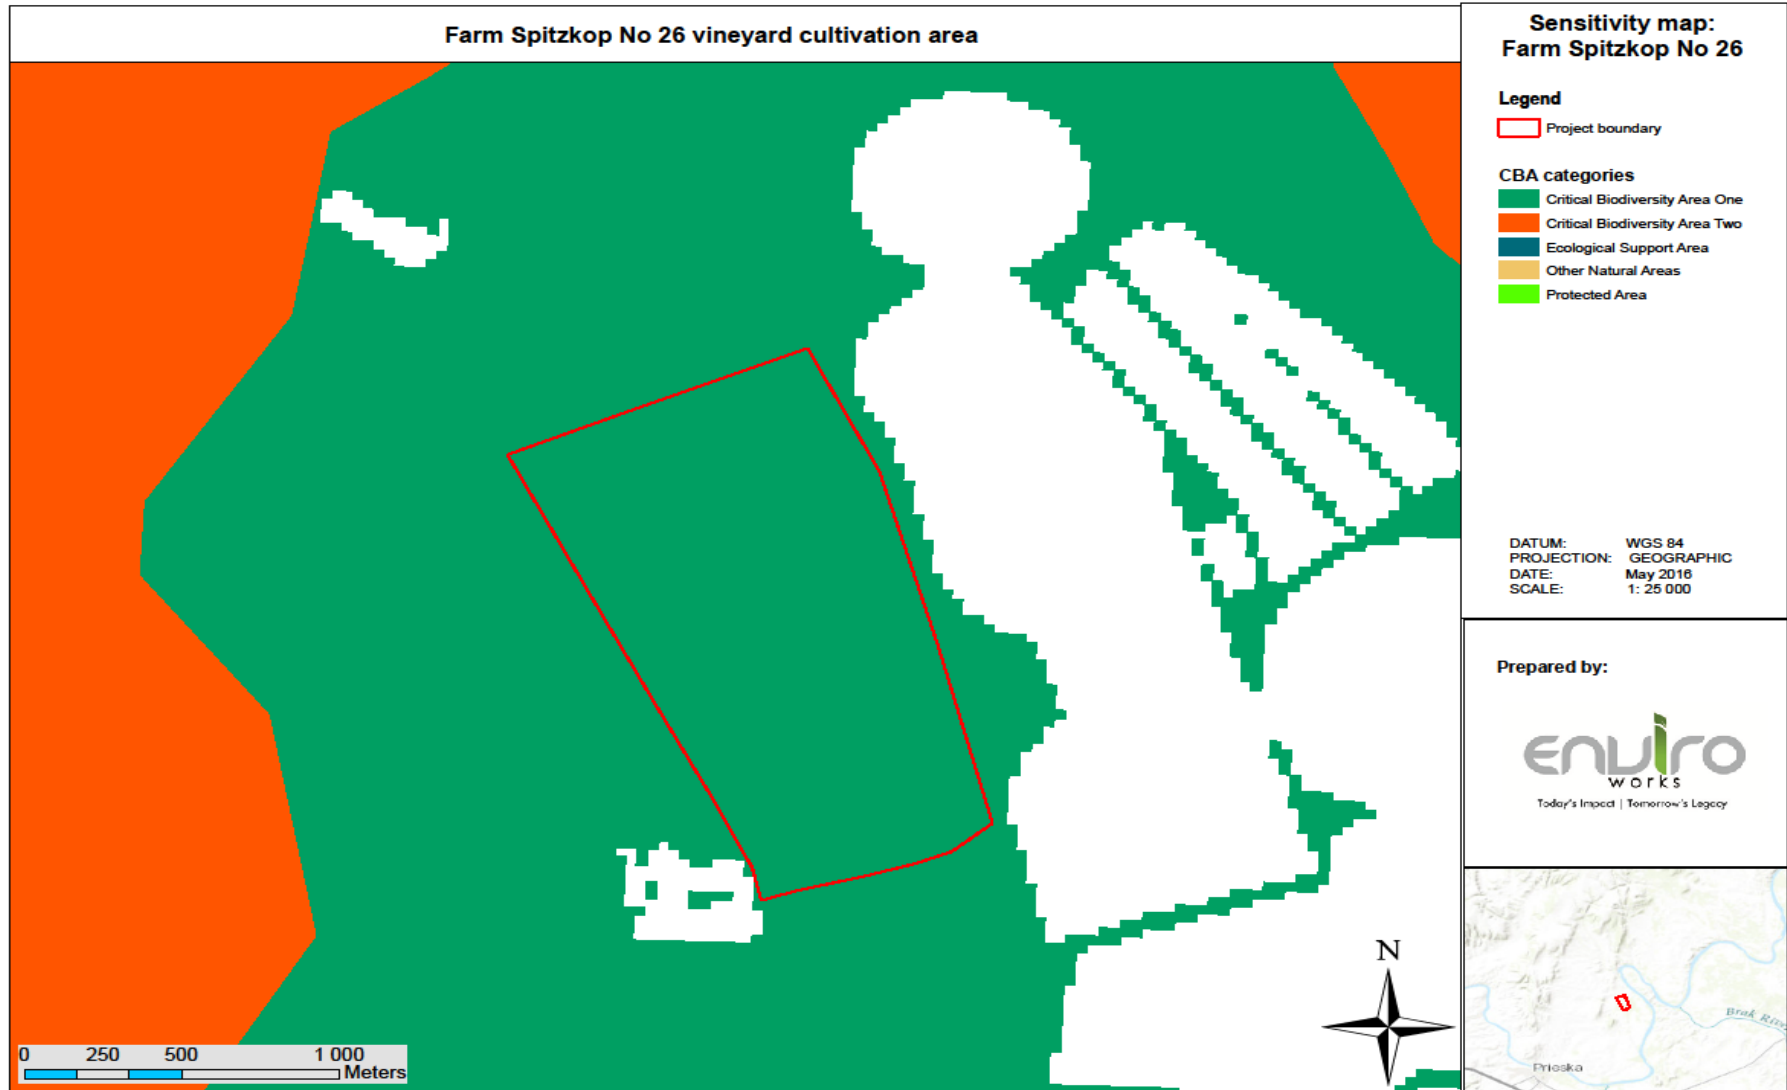 Farm Spitzkop No 26 vineyard cultivation area
Sensitivity map:
Farm Spitzkop No 26
Legend
Project boundary
CBA categories
Critical Biodiversity Area One
Critical Biodiversity Area Two
Ecological Support Area
Other Natural Areas
Protected Area
DATUM: WGS 84
PROJECTION: GEOGRAPHIC
DATE: May 2016
SCALE: 1: 25 000
Prepared by:
enviro
works
Today's Impact | Tomorrow's Legacy
N
0 250 500 1 000
Meters
Brak River
Prieska